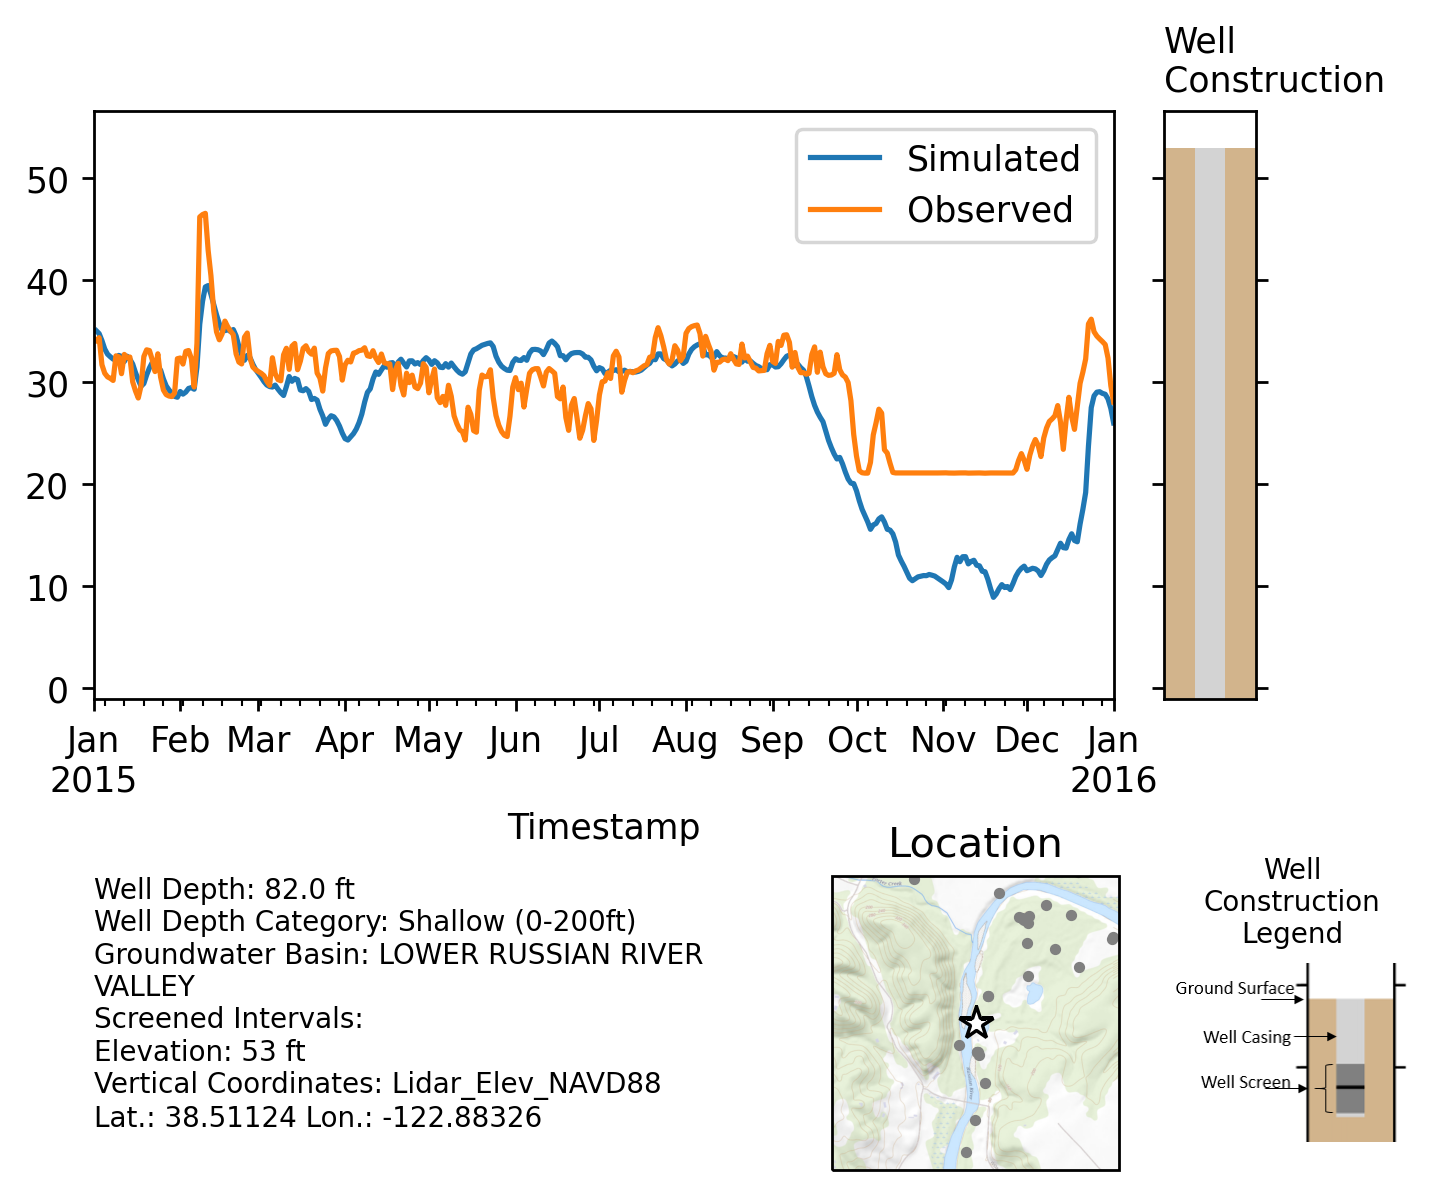 Well
Construction
Simulated
Observed
50
40
30
20
10
0
Jan Feb Mar Apr May Jun Jul Aug Sep Oct Nov Dec Jan
2015 2016
Timestamp
Well Depth: 82.0 ft
Well Depth Category: Shallow (0-200ft)
Groundwater Basin: LOWER RUSSIAN RIVER
VALLEY
Screened Intervals:
Elevation: 53 ft
Vertical Coordinates: Lidar_Elev_NAVD88
Lat.: 38.51124 Lon.: -122.88326
Location
Well
Construction
Legend
Ground Surface
Well Casing
Well Screen